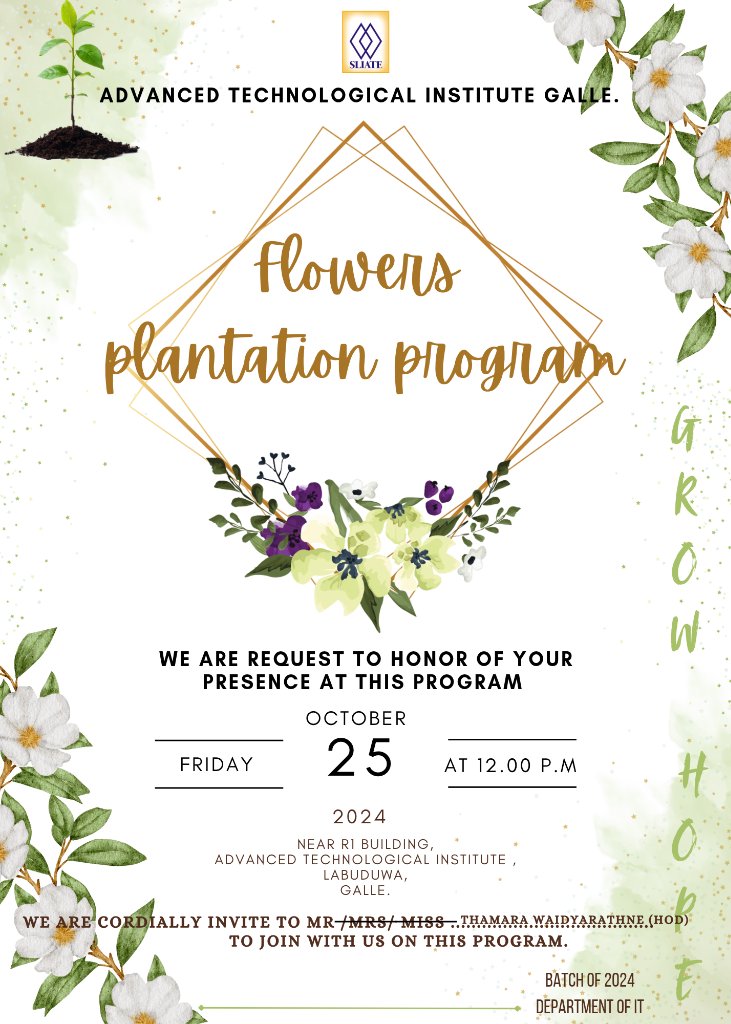 SLIATE
ADVANCED TECHNOLOGICAL INSTITUTE GALLE.
Flowers
plantation program
GROW HOPE
WE ARE REQUEST TO HONOR OF YOUR
PRESENCE AT THIS PROGRAM
OCTOBER
FRIDAY 25 AT 12.00 P.M
2024
NEAR R1 BUILDING,
ADVANCED TECHNOLOGICAL INSTITUTE ,
LABUDUWA,
GALLE.
WE ARE CORDIALLY INVITE TO MR /MRS/ MISS ...THAMARA WAIDYARATHNE (HOD)
TO JOIN WITH US ON THIS PROGRAM.
BATCH OF 2024
DEPARTMENT OF IT